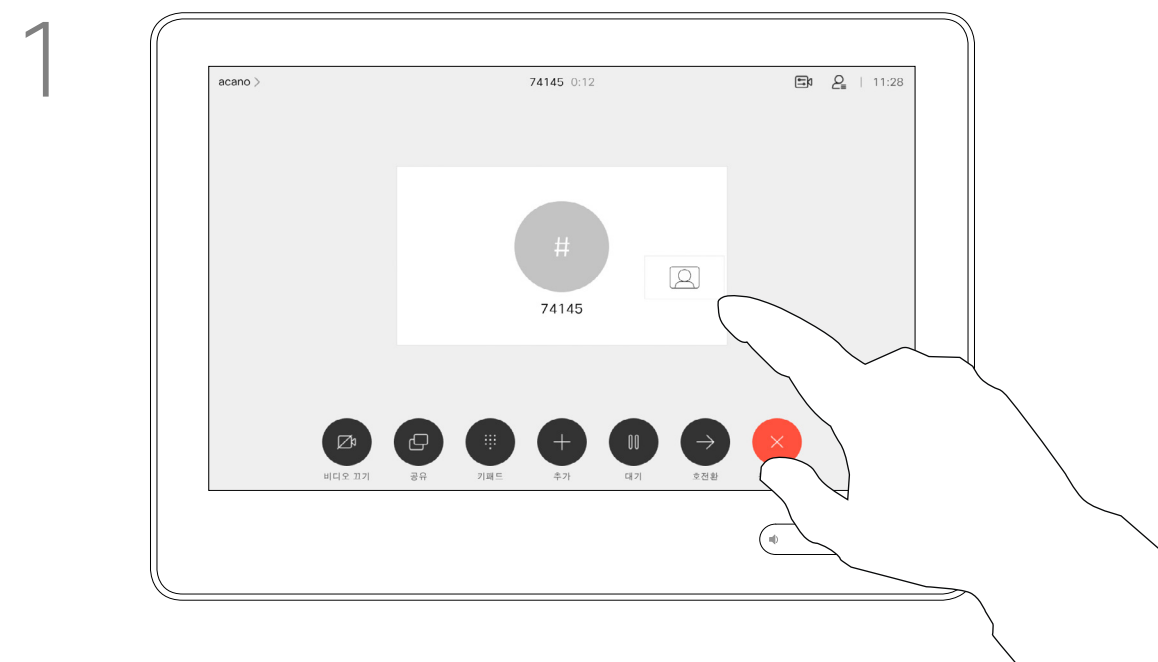 1
acano >
74145 0:12
11:28
#
74145
비디오 끄기
공유
키패드
추가
대기
호전환